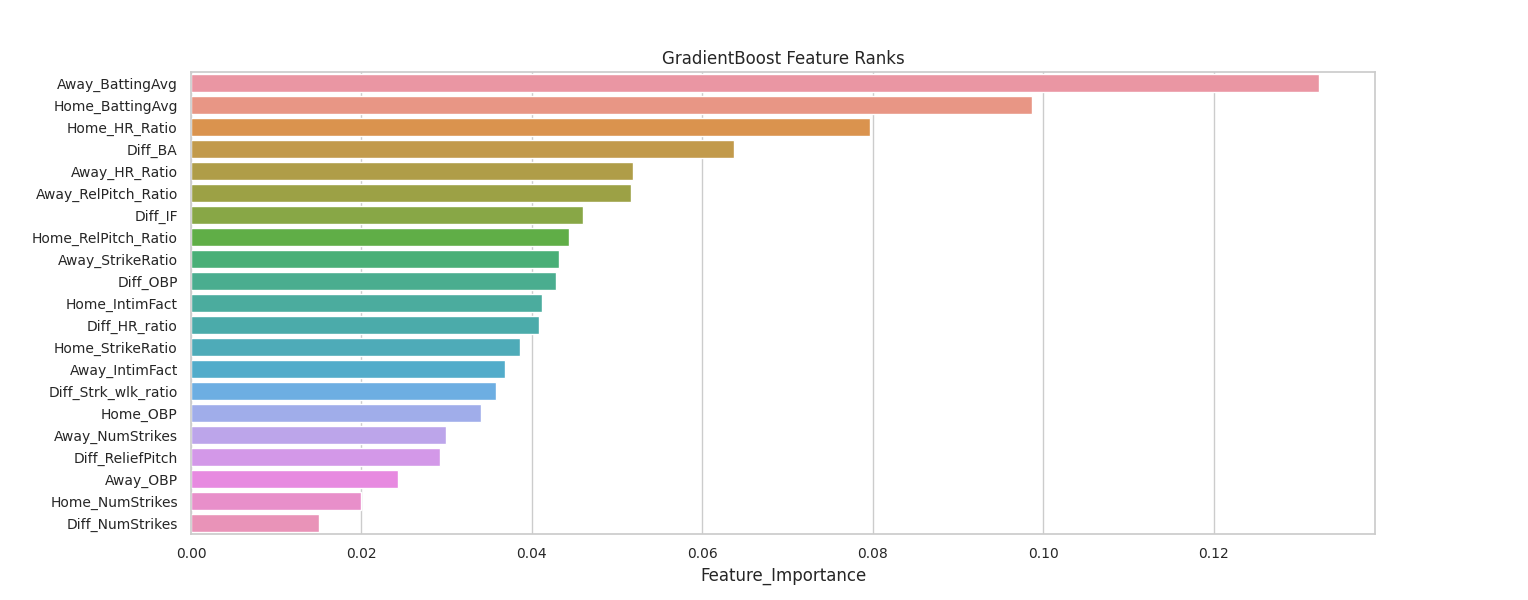 GradientBoost Feature Ranks
Away_BattingAvg
Home_BattingAvg
Home_HR_Ratio
Diff_BA
Away_HR_Ratio
Away_RelPitch_Ratio
Diff_IF
Home_RelPitch_Ratio
Away_StrikeRatio
Diff_OBP
Home_IntimFact
Diff_HR_ratio
Home_StrikeRatio
Away_IntimFact
Diff_Strk_wlk_ratio
Home_OBP
Away_NumStrikes
Diff_ReliefPitch
Away_OBP
Home_NumStrikes
Diff_NumStrikes
0.00 0.02 0.04 0.06 0.08 0.10 0.12
Feature_Importance